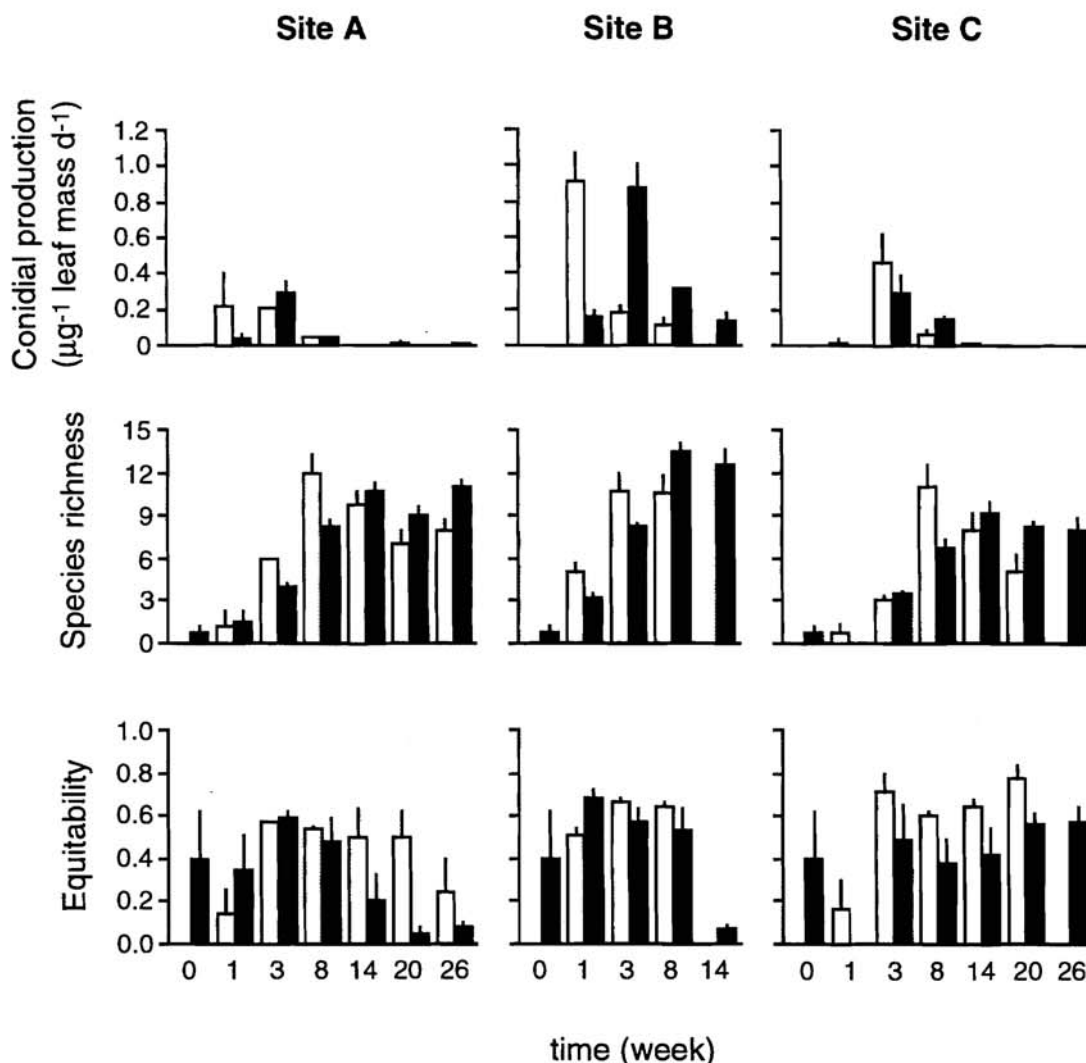 Site A Site B Site C
Conidial production
(µg⁻¹ leaf mass d⁻¹)
1.2
1.0
0.8
0.6
0.4
0.2
0
Species richness
15
12
9
6
3
0
Equitability
1.0
0.8
0.6
0.4
0.2
0.0
0 1 3 8 14 20 26 0 1 3 8 14 0 1 3 8 14 20 26
time (week)